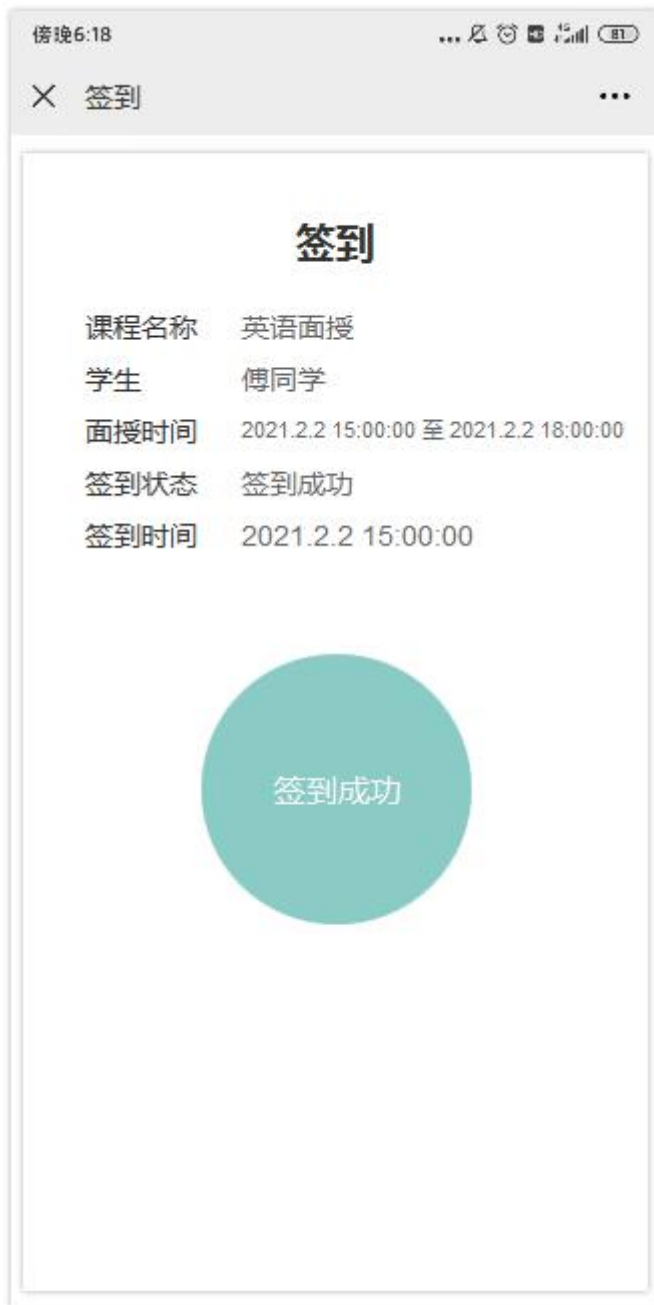 傍晚6:18 ... 4G 81
签到
签到
课程名称 英语面授
学生 傅同学
面授时间 2021.2.2 15:00:00 至 2021.2.2 18:00:00
签到状态 签到成功
签到时间 2021.2.2 15:00:00
签到成功